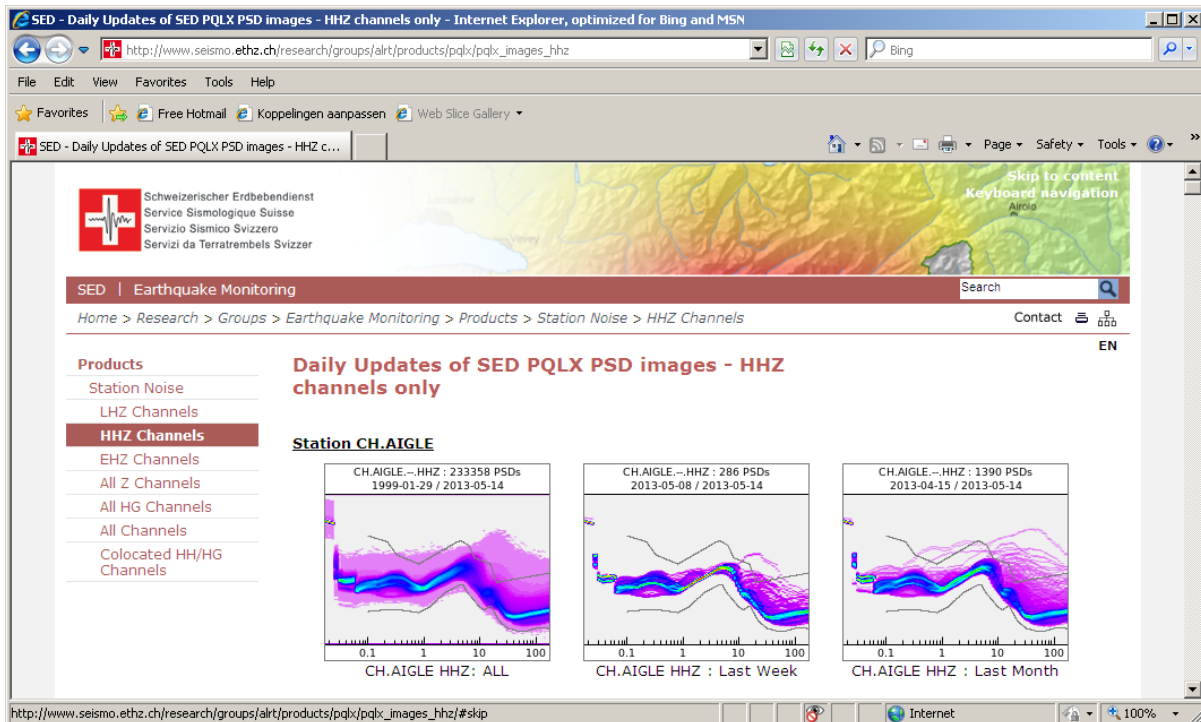 SED - Daily Updates of SED PQLX PSD images - HHZ channels only - Internet Explorer, optimized for Bing and MSN
http://www.seismo.ethz.ch/research/groups/alrt/products/pqlx/pqlx_images_hhz
Bing
File Edit View Favorites Tools Help
Favorites Free Hotmail Koppelingen aanpassen Web Slice Gallery
SED - Daily Updates of SED PQLX PSD images - HHZ c...
Page Safety Tools
Skip to content
Keyboard navigation
Schweizerischer Erdbebendienst
Service Sismologique Suisse
Servizio Sismico Svizzero
Servizi da Terratrembels Svizzer
Lausanne
Vevey
Airolo
SED | Earthquake Monitoring
Search
Home > Research > Groups > Earthquake Monitoring > Products > Station Noise > HHZ Channels
Contact
EN
Products
Station Noise
LHZ Channels
HHZ Channels
EHZ Channels
All Z Channels
All HG Channels
All Channels
Colocated HH/HG
Channels
Daily Updates of SED PQLX PSD images - HHZ
channels only
Station CH.AIGLE
CH.AIGLE.--.HHZ : 233358 PSDs
1999-01-29 / 2013-05-14
0.1 1 10 100
CH.AIGLE HHZ: ALL
CH.AIGLE.--.HHZ : 286 PSDs
2013-05-08 / 2013-05-14
0.1 1 10 100
CH.AIGLE HHZ : Last Week
CH.AIGLE.--.HHZ : 1390 PSDs
2013-04-15 / 2013-05-14
0.1 1 10 100
CH.AIGLE HHZ : Last Month
http://www.seismo.ethz.ch/research/groups/alrt/products/pqlx/pqlx_images_hhz/#skip
Internet
100%